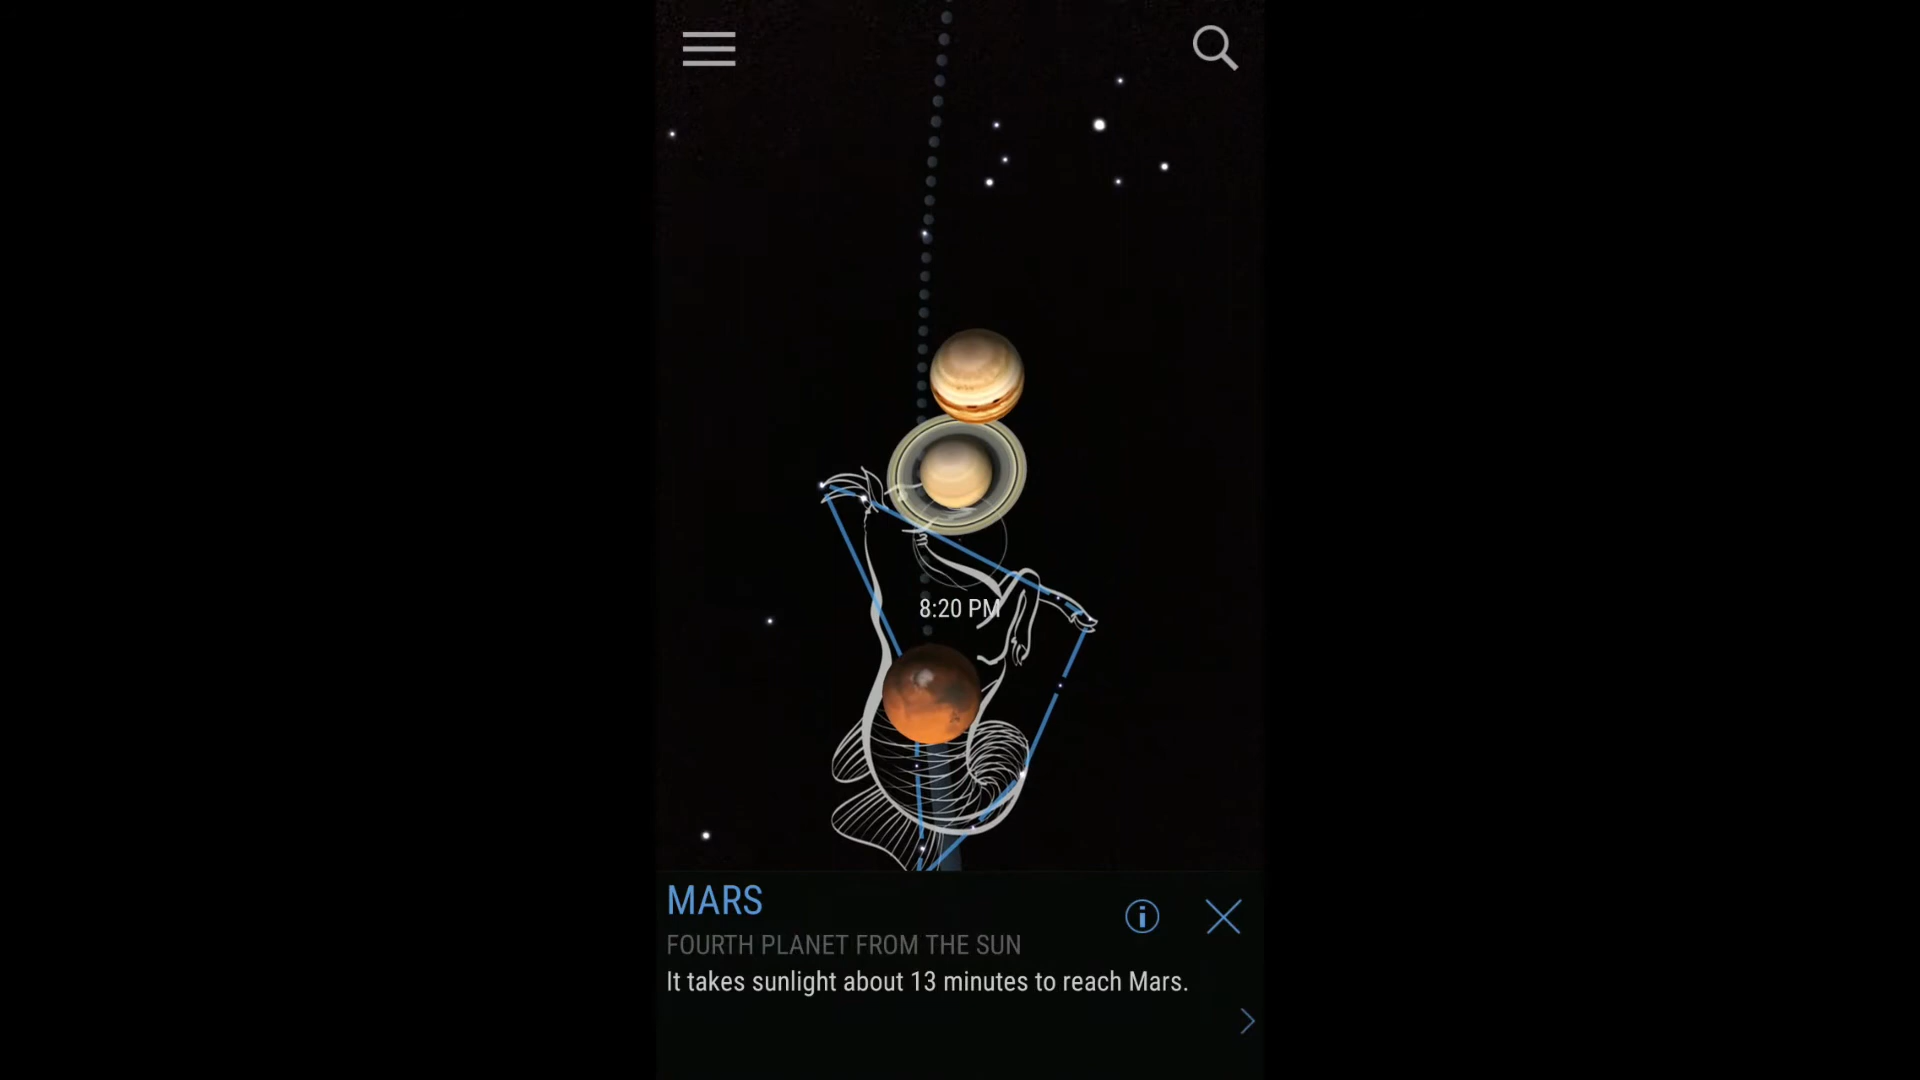 8:20 PM
MARS
FOURTH PLANET FROM THE SUN
It takes sunlight about 13 minutes to reach Mars.